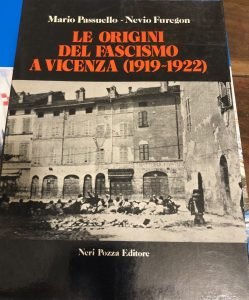 Mario Passuello - Nevio Furegon
LE ORIGINI
DEL FASCISMO
A VICENZA (1919-1922)
Neri Pozza Editore